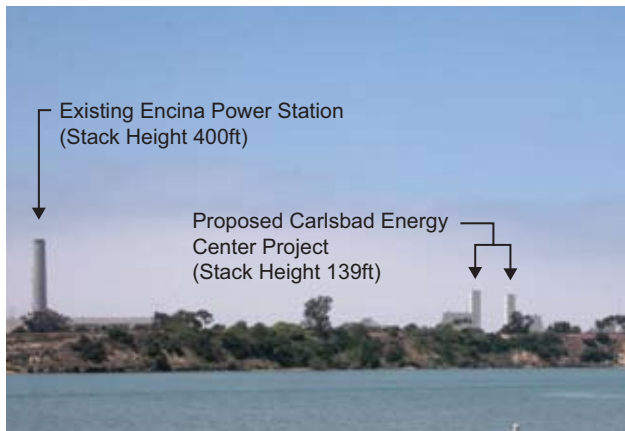 Existing Encina Power Station
(Stack Height 400ft)
Proposed Carlsbad Energy
Center Project
(Stack Height 139ft)